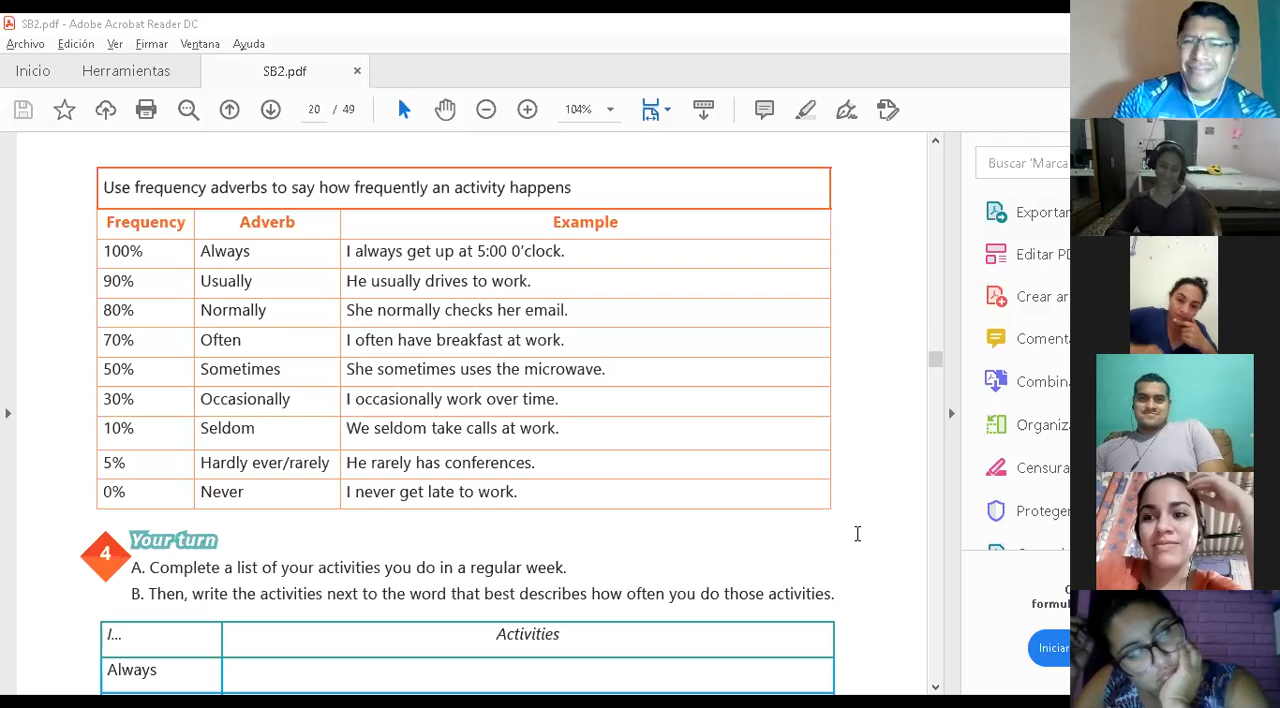 SB2.pdf - Adobe Acrobat Reader DC
Archivo Edición Ver Firmar Ventana Ayuda
Inicio Herramientas SB2.pdf ×
20 / 49 104%
Use frequency adverbs to say how frequently an activity happens
Frequency Adverb Example
100% Always I always get up at 5:00 0'clock.
90% Usually He usually drives to work.
80% Normally She normally checks her email.
70% Often I often have breakfast at work.
50% Sometimes She sometimes uses the microwave.
30% Occasionally I occasionally work over time.
10% Seldom We seldom take calls at work.
5% Hardly ever/rarely He rarely has conferences.
0% Never I never get late to work.
4 Your turn
A. Complete a list of your activities you do in a regular week.
B. Then, write the activities next to the word that best describes how often you do those activities.
I... Activities
Always
Buscar 'Marca
Exportar
Editar PD
Crear ar
Comenta
Combina
Organiza
Censura
Proteger
formul
Iniciar